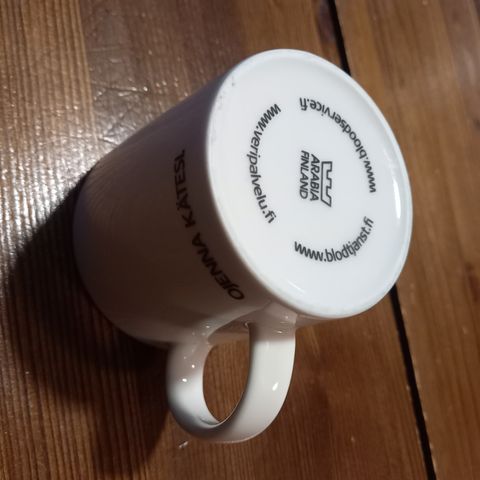 www.veripalvelu.fi
www.bloodservice.fi
www.blodtjanst.fi
ARABIA
FINLAND
OJENNA KÄTESI.